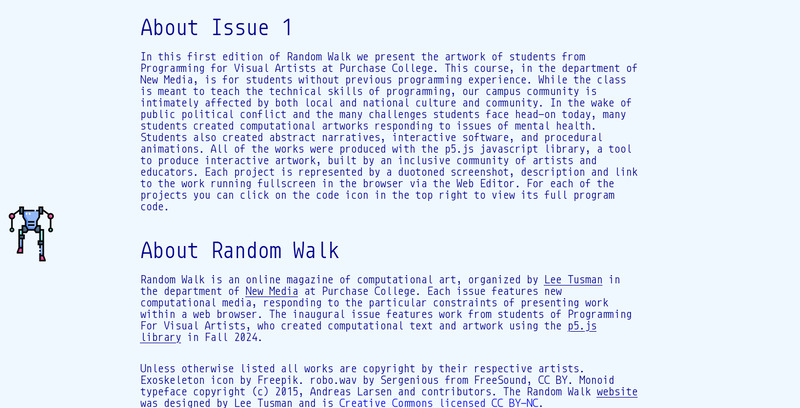 About Issue 1
In this first edition of Random Walk we present the artwork of students from
Programming for Visual Artists at Purchase College. This course, in the department of
New Media, is for students without previous programming experience. While the class
is meant to teach the technical skills of programming, our campus community is
intimately affected by both local and national culture and community. In the wake of
public political conflict and the many challenges students face head-on today, many
students created computational artworks responding to issues of mental health.
Students also created abstract narratives, interactive software, and procedural
animations. All of the works were produced with the p5.js javascript library, a tool
to produce interactive artwork, built by an inclusive community of artists and
educators. Each project is represented by a duotoned screenshot, description and link
to the work running fullscreen in the browser via the Web Editor. For each of the
projects you can click on the code icon in the top right to view its full program
code.
About Random Walk
Random Walk is an online magazine of computational art, organized by Lee Tusman in
the department of New Media at Purchase College. Each issue features new
computational media, responding to the particular constraints of presenting work
within a web browser. The inaugural issue features work from students of Programming
For Visual Artists, who created computational text and artwork using the p5.js
library in Fall 2024.
Unless otherwise listed all works are copyright by their respective artists.
Exoskeleton icon by Freepik. robo.wav by Sergenious from FreeSound, CC BY. Monoid
typeface copyright (c) 2015, Andreas Larsen and contributors. The Random Walk website
was designed by Lee Tusman and is Creative Commons licensed CC BY-NC.